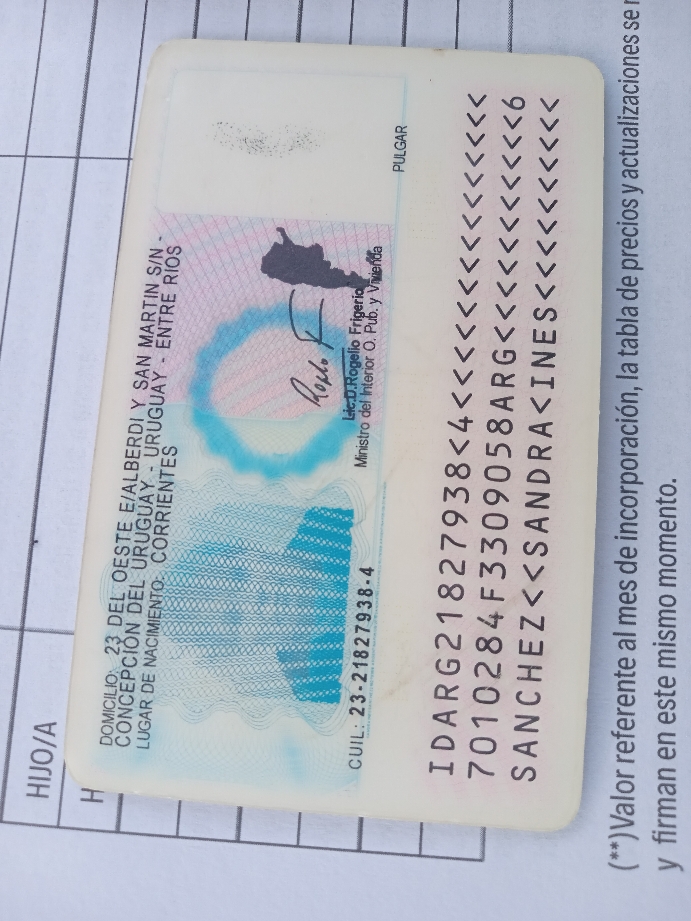 DOMICILIO: 23 DEL OESTE E/ALBERDI Y SAN MARTIN S/N -
CONCEPCIÓN DEL URUGUAY - URUGUAY - ENTRE RIOS
LUGAR DE NACIMIENTO: CORRIENTES
PULGAR
Lic.D.Rogelio Frigerio
Ministro del Interior O. Pub. y Vivienda
CUIL: 23-21827938-4
IDARG21827938<4<<<<<<<<<<<<<<<
7010284F3309058ARG<<<<<<<<<<<6
SANCHEZ<<SANDRA<INES<<<<<<<<<<
HIJO/A
H
(**)Valor referente al mes de incorporación, la tabla de precios y actualizaciones se
y firman en este mismo momento.